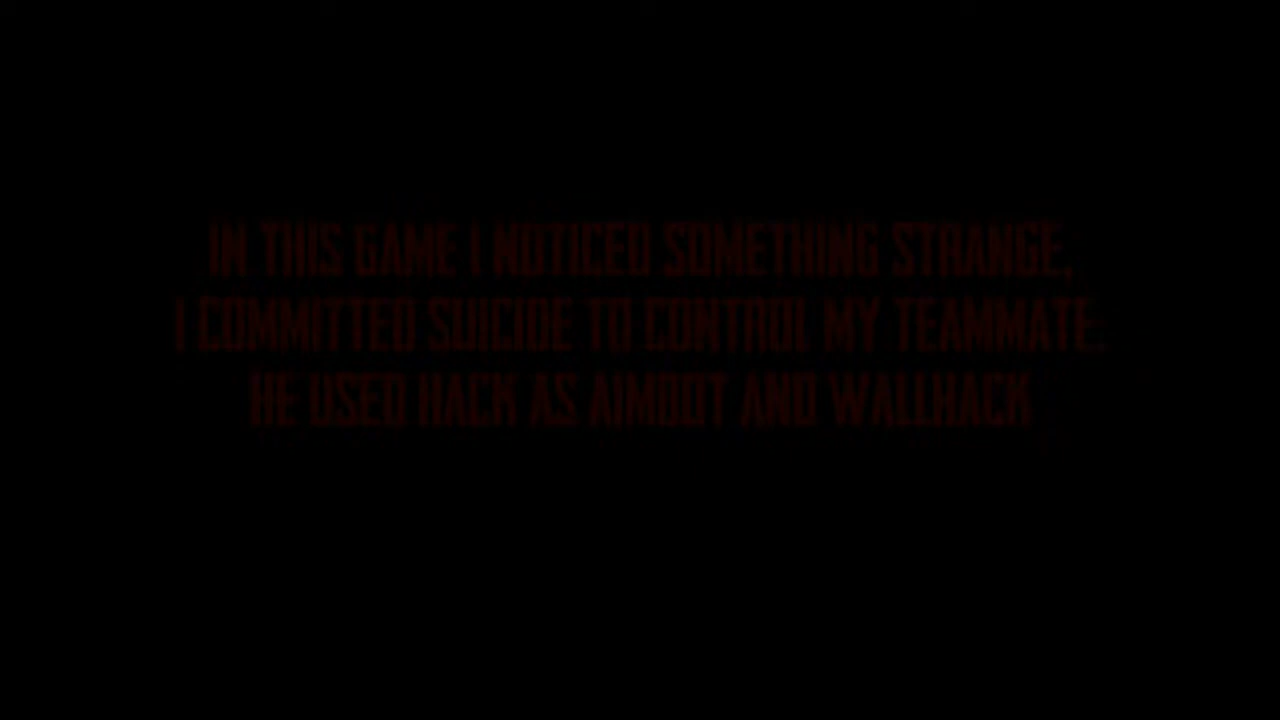 IN THIS GAME I NOTICED SOMETHING STRANGE,
I COMMITTED SUICIDE TO CONTROL MY TEAMMATE,
HE USED HACK AS AIMBOT AND WALLHACK